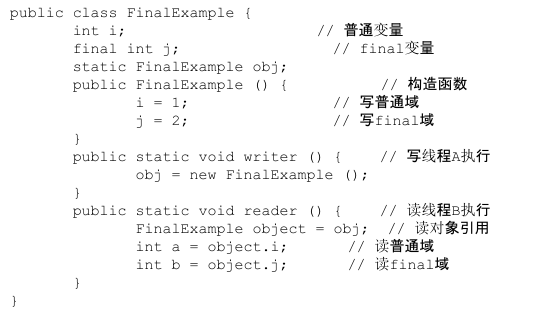 public class FinalExample {
int i; // 普通变量
final int j; // final变量
static FinalExample obj;
public FinalExample () { // 构造函数
i = 1; // 写普通域
j = 2; // 写final域
}
public static void writer () { // 写线程A执行
obj = new FinalExample ();
}
public static void reader () { // 读线程B执行
FinalExample object = obj; // 读对象引用
int a = object.i; // 读普通域
int b = object.j; // 读final域
}
}